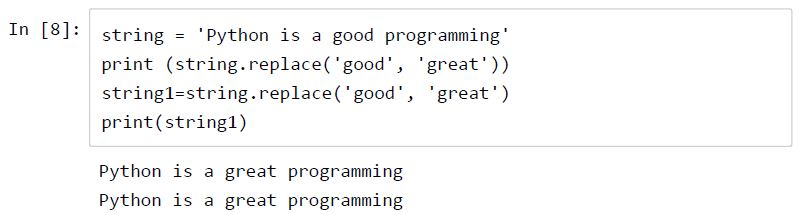 In [8]:
string = 'Python is a good programming'
print (string.replace('good', 'great'))
string1=string.replace('good', 'great')
print(string1)
Python is a great programming
Python is a great programming